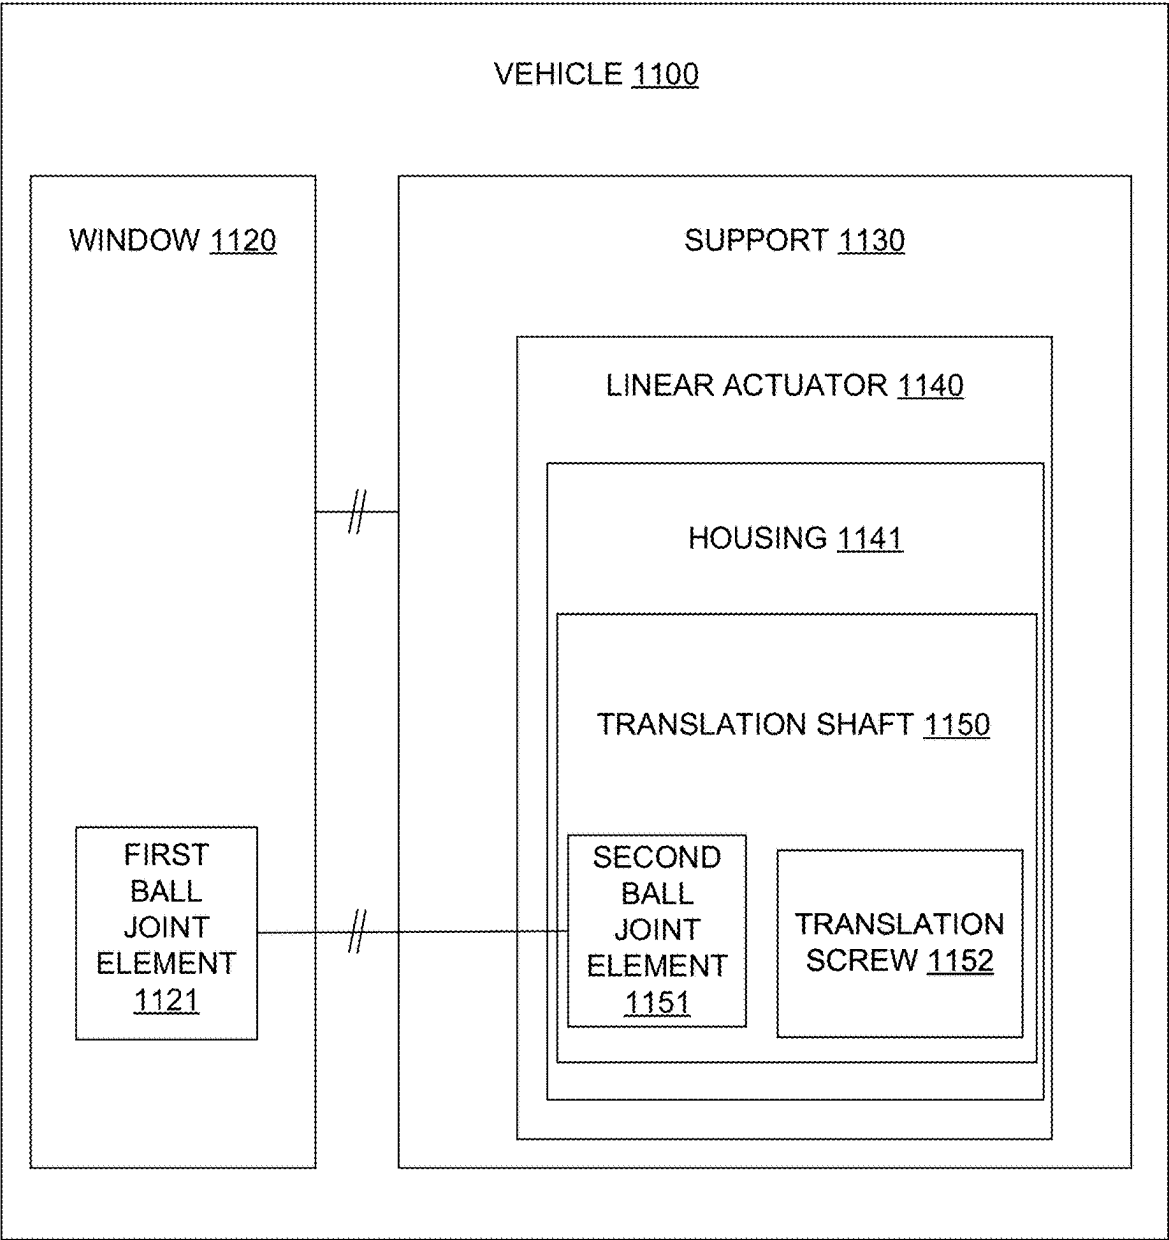 VEHICLE 1100
WINDOW 1120
SUPPORT 1130
LINEAR ACTUATOR 1140
HOUSING 1141
TRANSLATION SHAFT 1150
FIRST
BALL
JOINT
ELEMENT
1121
SECOND
BALL
JOINT
ELEMENT
1151
TRANSLATION
SCREW 1152